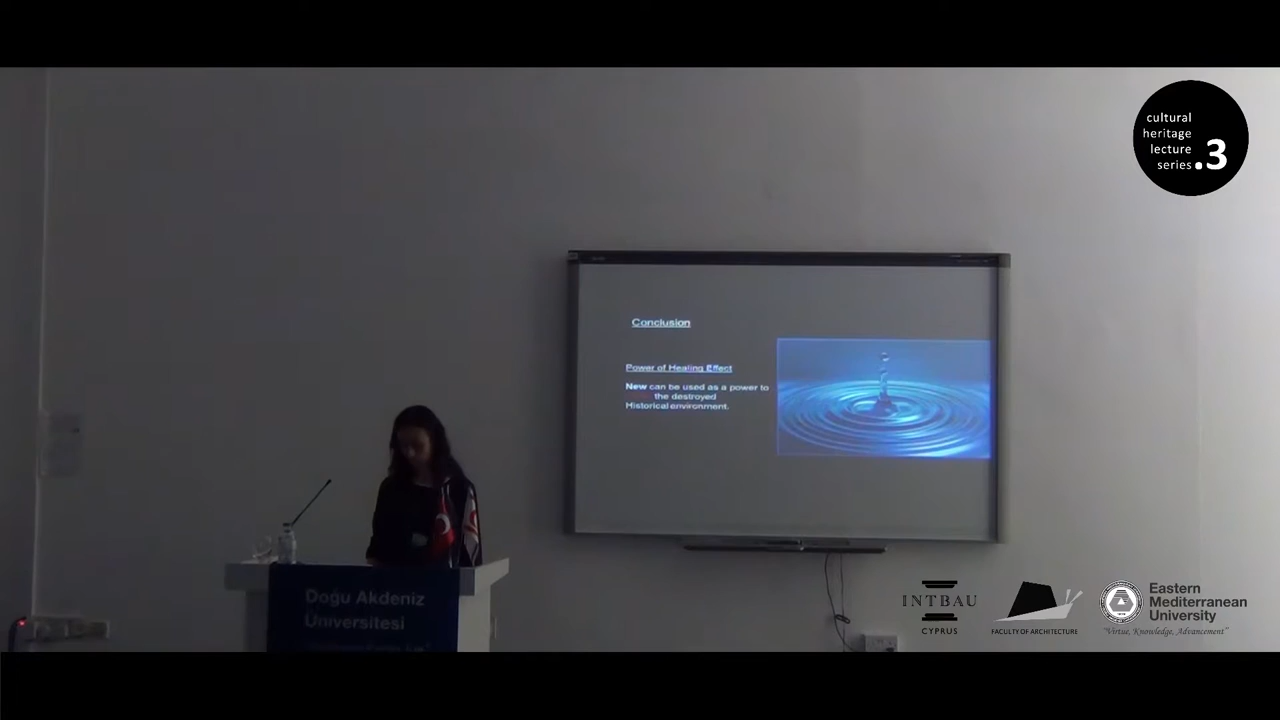 cultural
heritage
lecture
series.3
Conclusion
Power of Healing Effect
New can be used as a power to
the destroyed
Historical environment.
Doğu Akdeniz
Üniversitesi
INTBAU
CYPRUS
FACULTY OF ARCHITECTURE
Eastern
Mediterranean
University
"Virtue, Knowledge, Advancement"